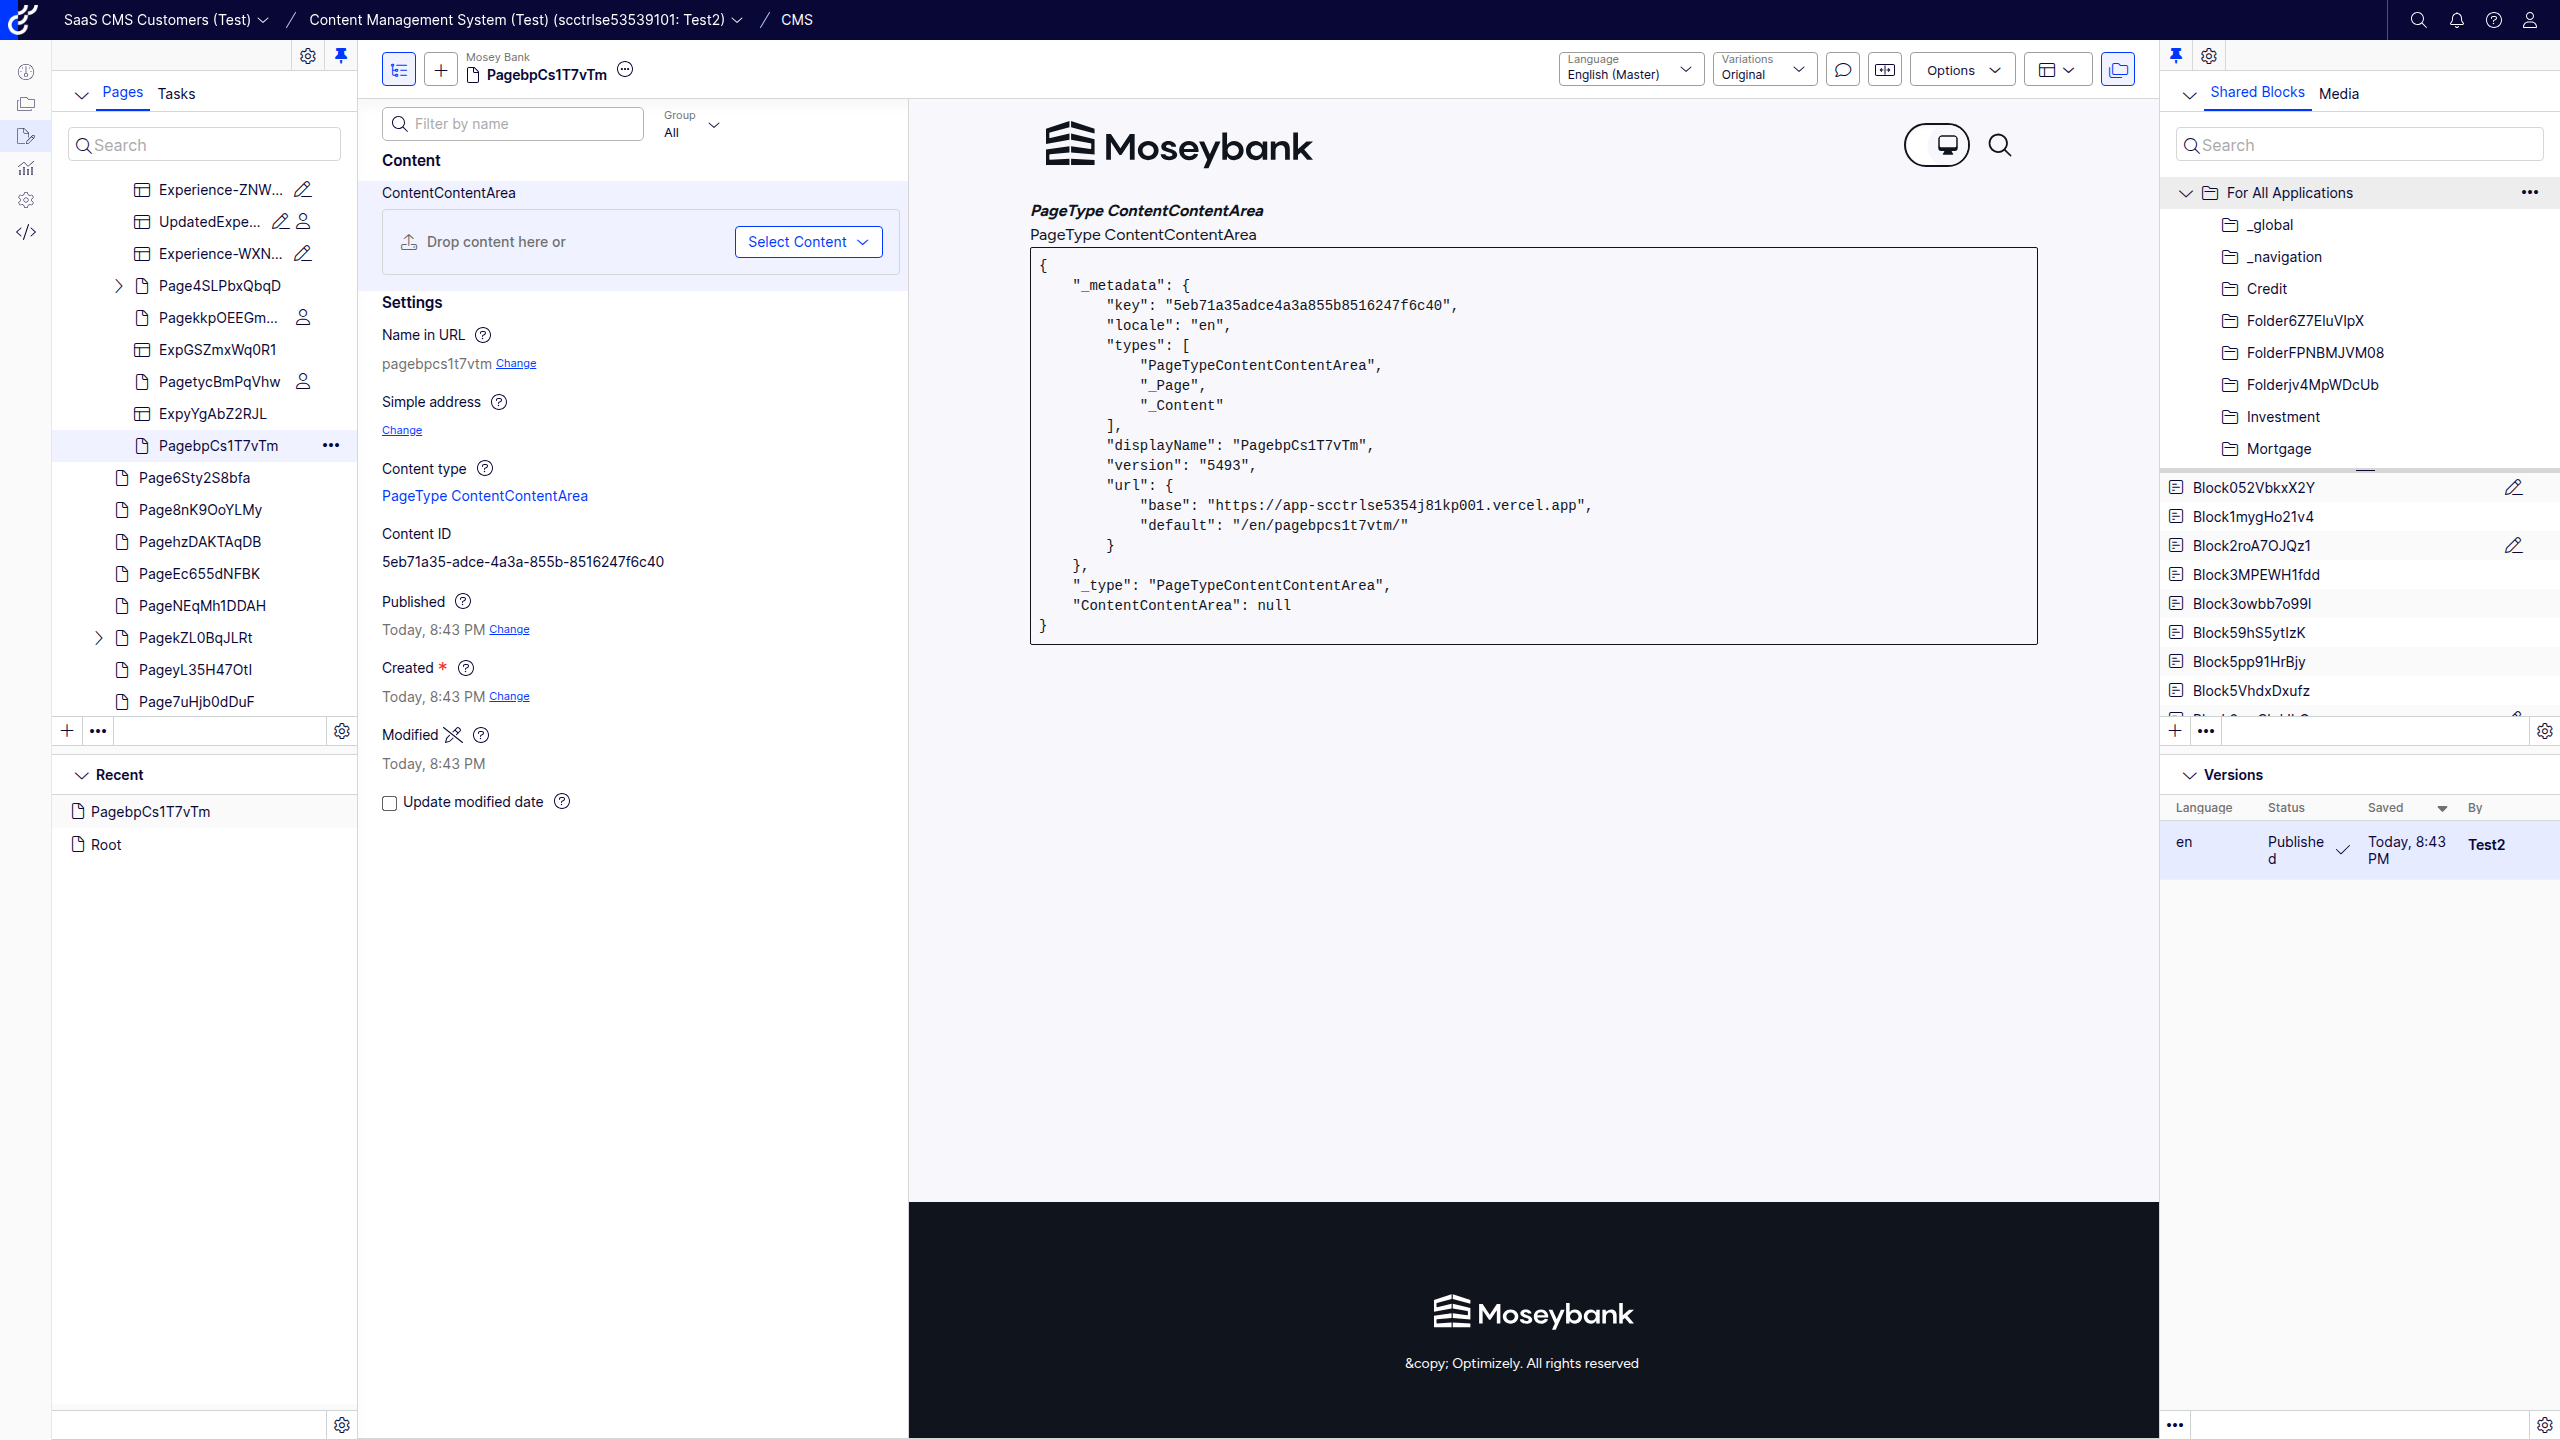 SaaS CMS Customers (Test) / Content Management System (Test) (scctrlse53539101: Test2) / CMS
Pages Tasks
Search
Experience-ZNW...
UpdatedExpe...
Experience-WXN...
Page4SLPbxQbqD
PagekkpOEEGm...
ExpGSZmxWq0R1
PagetycBmPqVhw
ExpyYgAbZ2RJL
PagebpCs1T7vTm
Page6Sty2S8bfa
Page8nK9OoYLMy
PagehzDAKTAqDB
PageEc655dNFBK
PageNEqMh1DDAH
PagekZL0BqJLRt
PageyL35H47OtI
Page7uHjb0dDuF
Recent
PagebpCs1T7vTm
Root
Mosey Bank
PagebpCs1T7vTm
Language
English (Master)
Variations
Original
Options
Filter by name
Group
All
Content
ContentContentArea
Drop content here or
Select Content
Settings
Name in URL
pagebpcs1t7vtm Change
Simple address
Change
Content type
PageType ContentContentArea
Content ID
5eb71a35-adce-4a3a-855b-8516247f6c40
Published
Today, 8:43 PM Change
Created *
Today, 8:43 PM Change
Modified
Today, 8:43 PM
Update modified date
Moseybank
PageType ContentContentArea
PageType ContentContentArea
{
"_metadata": {
"key": "5eb71a35adce4a3a855b8516247f6c40",
"locale": "en",
"types": [
"PageTypeContentContentArea",
"_Page",
"_Content"
],
"displayName": "PagebpCs1T7vTm",
"version": "5493",
"url": {
"base": "https://app-scctrlse5354j81kp001.vercel.app",
"default": "/en/pagebpcs1t7vtm/"
}
},
"_type": "PageTypeContentContentArea",
"ContentContentArea": null
}
Moseybank
&copy; Optimizely. All rights reserved
Shared Blocks Media
Search
For All Applications
_global
_navigation
Credit
Folder6Z7EluVlpX
FolderFPNBMJVM08
Folderjv4MpWDcUb
Investment
Mortgage
Block052VbkxX2Y
Block1mygHo21v4
Block2roA7OJQz1
Block3MPEWH1fdd
Block3owbb7o99l
Block59hS5ytIzK
Block5pp91HrBjy
Block5VhdxDxufz
Versions
Language Status Saved By
en Publishe Today, 8:43 Test2
d PM